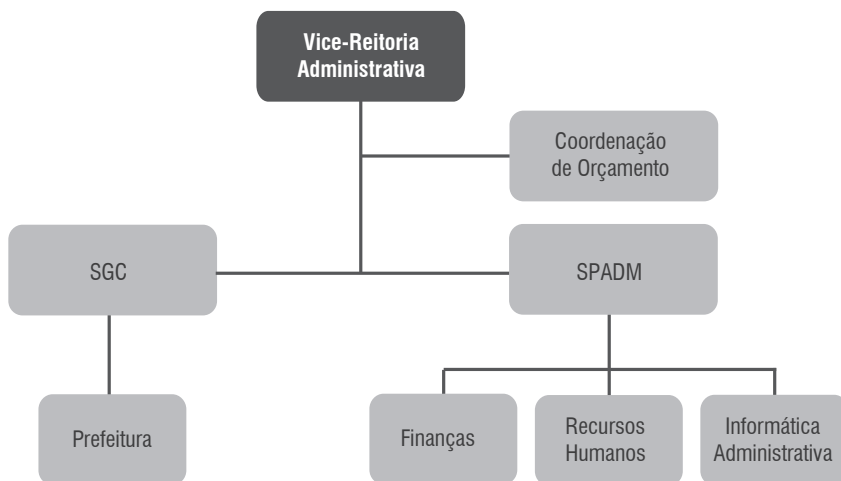 Vice-Reitoria
Administrativa
Coordenação
de Orçamento
SGC
SPADM
Prefeitura
Finanças
Recursos
Humanos
Informática
Administrativa